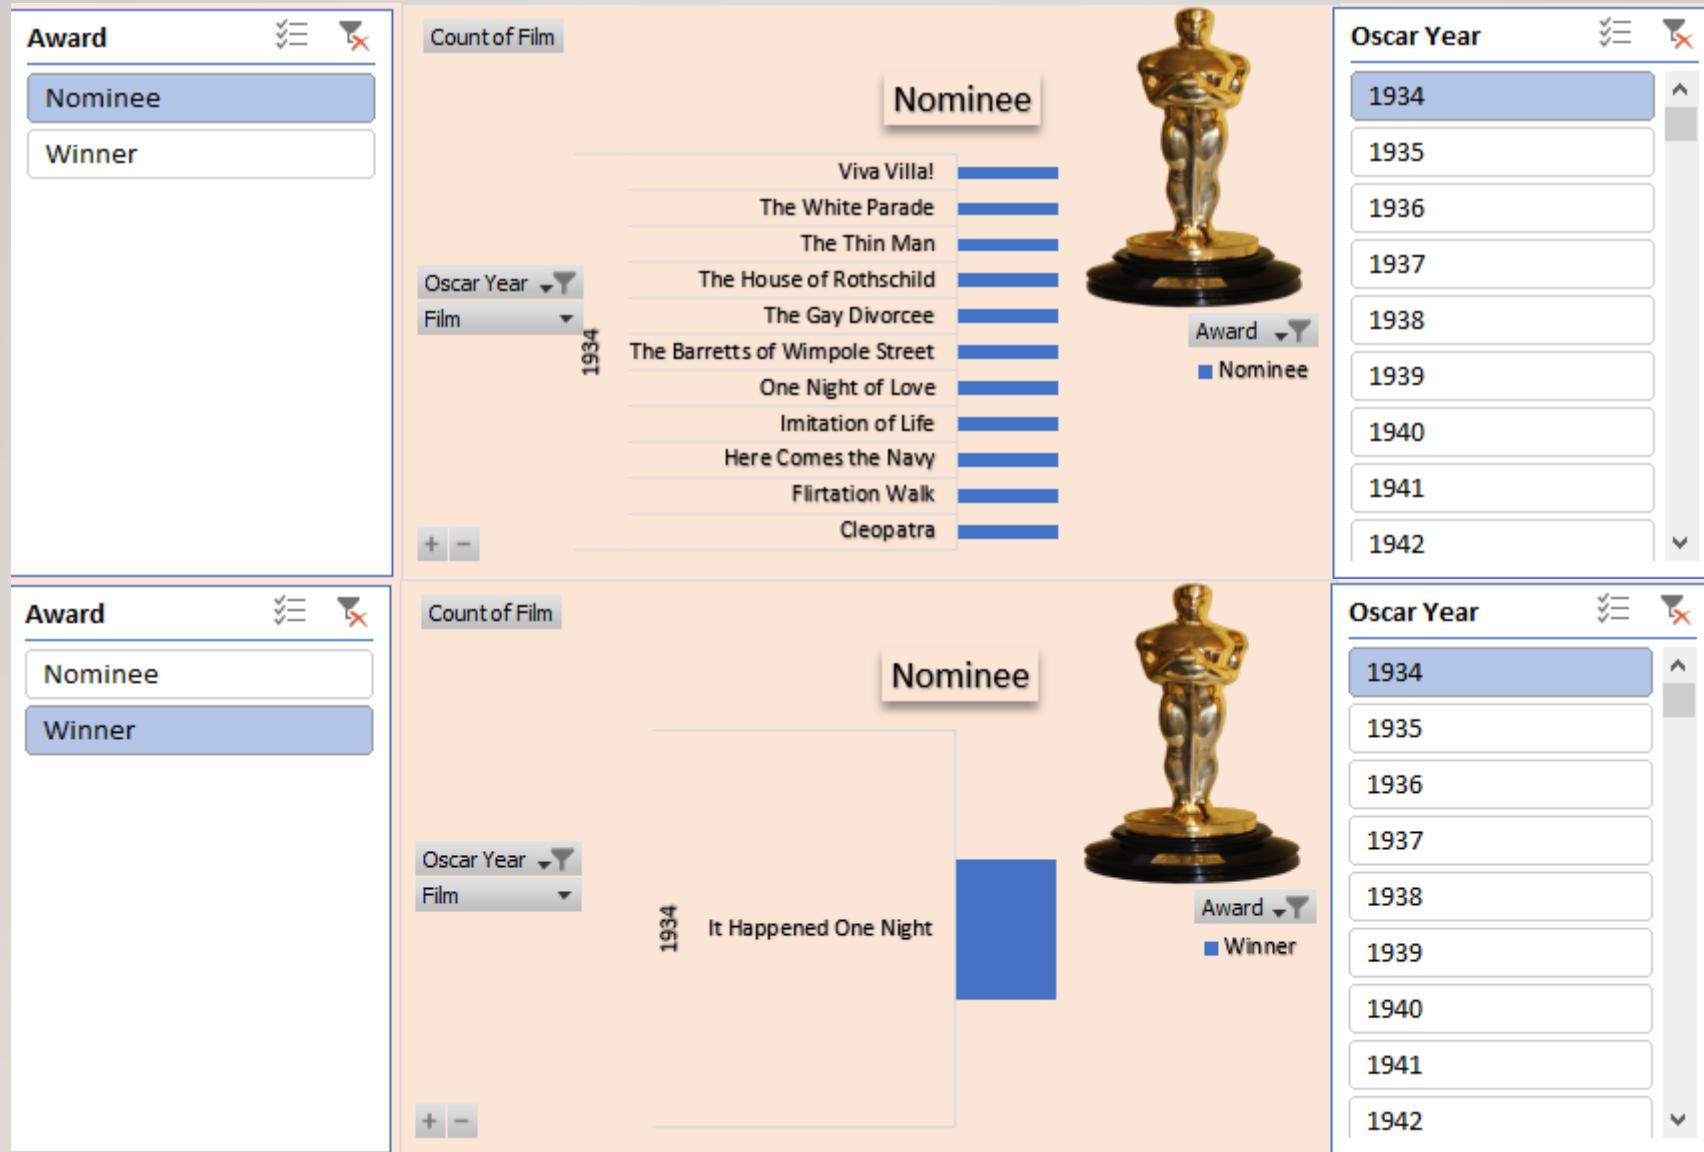 Award
Nominee
Winner
Count of Film
Nominee
Oscar Year
Film
1934
Viva Villa!
The White Parade
The Thin Man
The House of Rothschild
The Gay Divorcee
The Barretts of Wimpole Street
One Night of Love
Imitation of Life
Here Comes the Navy
Flirtation Walk
Cleopatra
+ −
Award
Nominee
Oscar Year
1934
1935
1936
1937
1938
1939
1940
1941
1942
Award
Nominee
Winner
Count of Film
Nominee
Oscar Year
Film
1934
It Happened One Night
+ −
Award
Winner
Oscar Year
1934
1935
1936
1937
1938
1939
1940
1941
1942